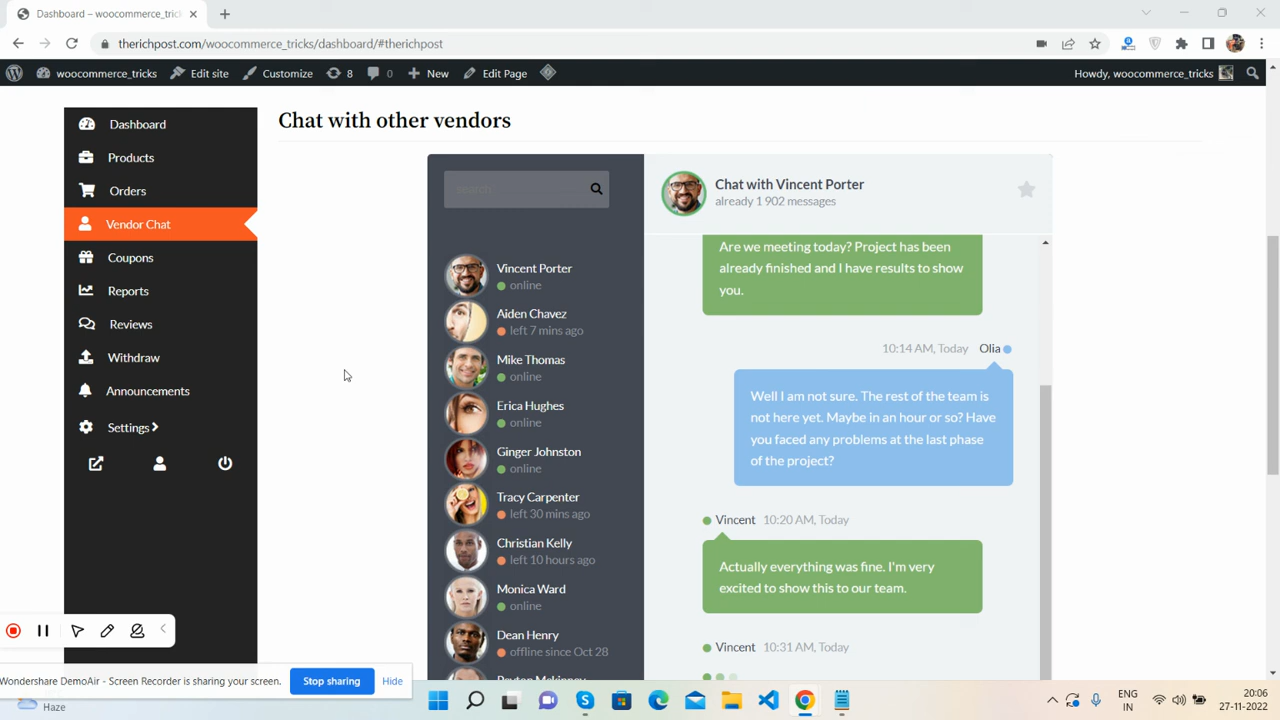 Dashboard – woocommerce_tric
therichpost.com/woocommerce_tricks/dashboard/#therichpost
woocommerce_tricks Edit site Customize 8 0 New Edit Page Howdy, woocommerce_tricks
Dashboard
Products
Orders
Vendor Chat
Coupons
Reports
Reviews
Withdraw
Announcements
Settings
Chat with other vendors
search
Vincent Porter
online
Aiden Chavez
left 7 mins ago
Mike Thomas
online
Erica Hughes
online
Ginger Johnston
online
Tracy Carpenter
left 30 mins ago
Christian Kelly
left 10 hours ago
Monica Ward
online
Dean Henry
offline since Oct 28
Peyton Mckinney
Chat with Vincent Porter
already 1 902 messages
Are we meeting today? Project has been
already finished and I have results to show
you.
10:14 AM, Today Olia
Well I am not sure. The rest of the team is
not here yet. Maybe in an hour or so? Have
you faced any problems at the last phase
of the project?
Vincent 10:20 AM, Today
Actually everything was fine. I'm very
excited to show this to our team.
Vincent 10:31 AM, Today
Wondershare DemoAir - Screen Recorder is sharing your screen. Stop sharing Hide
Haze
ENG
IN
20:06
27-11-2022